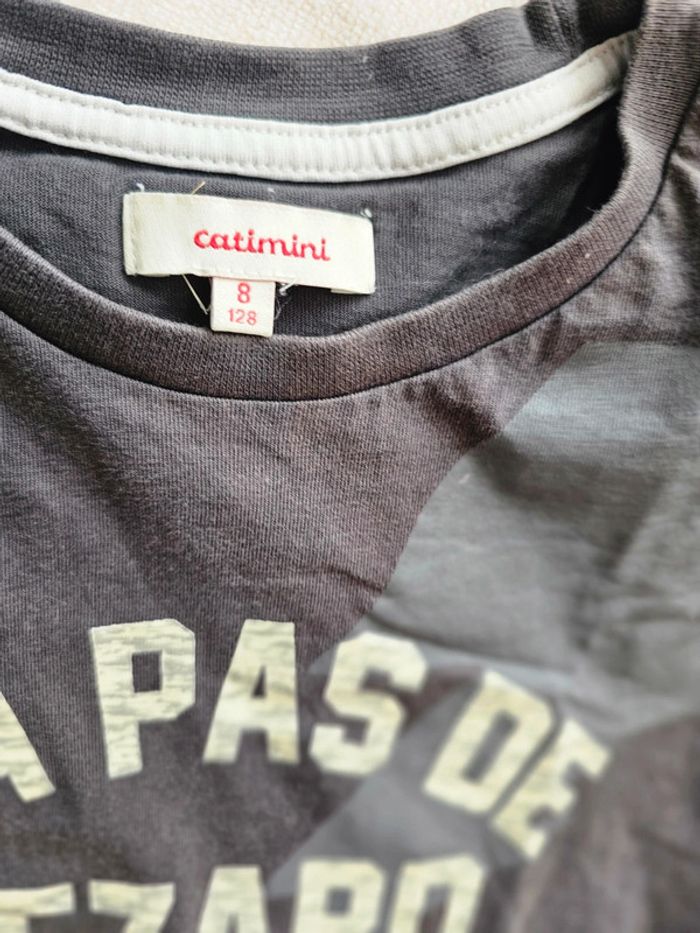 catimini
8
128
A PAS DE